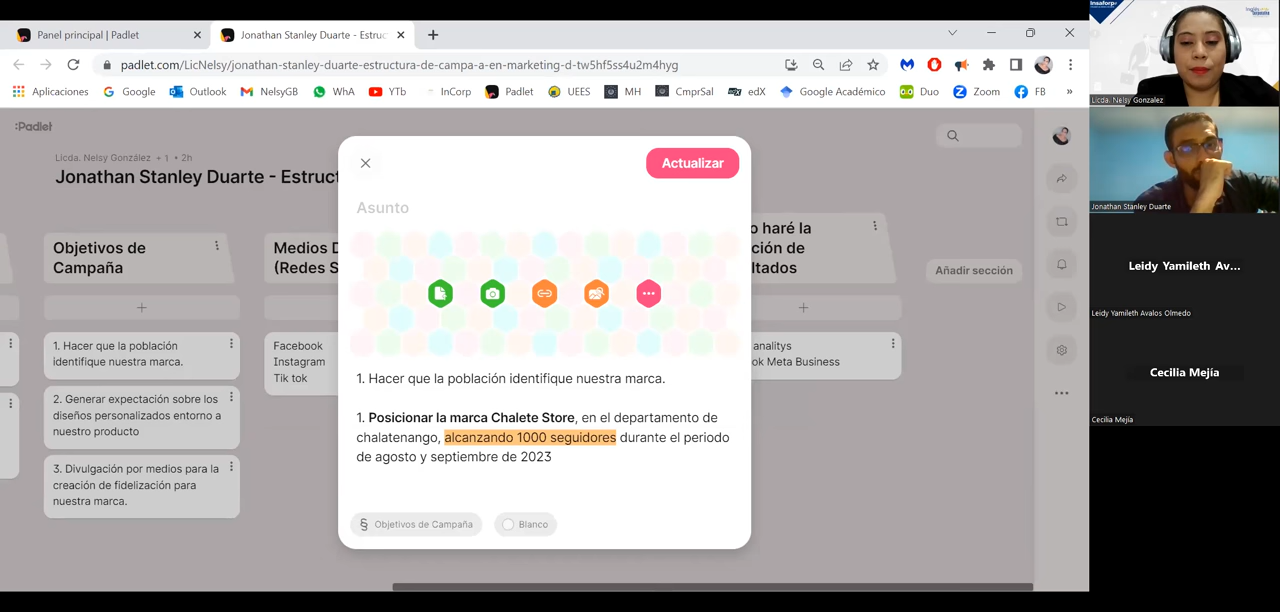 Panel principal | Padlet
Jonathan Stanley Duarte - Estruc
padlet.com/LicNelsy/jonathan-stanley-duarte-estructura-de-campa-a-en-marketing-d-tw5hf5ss4u2m4hyg
Aplicaciones Google Outlook NelsyGB WhA YTb InCorp Padlet UEES MH CmprSal edX Google Académico Duo Zoom FB »
:Padlet
Licda. Nelsy González + 1 • 2h
Jonathan Stanley Duarte - Estruct
Objetivos de
Campaña
1. Hacer que la población
identifique nuestra marca.
2. Generar expectación sobre los
diseños personalizados entorno a
nuestro producto
3. Divulgación por medios para la
creación de fidelización para
nuestra marca.
Medios D
(Redes S
Facebook
Instagram
Tik tok
Actualizar
Asunto
1. Hacer que la población identifique nuestra marca.
1. Posicionar la marca Chalete Store, en el departamento de
chalatenango, alcanzando 1000 seguidores durante el periodo
de agosto y septiembre de 2023
Objetivos de Campaña
Blanco
o haré la
ción de
ltados
analitys
ok Meta Business
Añadir sección
Insaforp
Licda. Nelsy Gonzalez
Jonathan Stanley Duarte
Leidy Yamileth Av...
Leidy Yamileth Avalos Olmedo
Cecilia Mejía
Cecilia Mejía